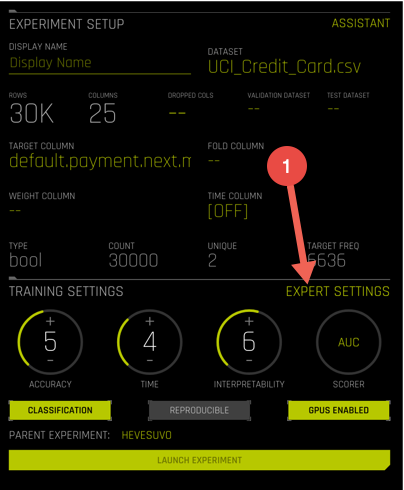 EXPERIMENT SETUP ASSISTANT
DISPLAY NAME DATASET
Display Name UCI_Credit_Card.csv
ROWS COLUMNS DROPPED COLS VALIDATION DATASET TEST DATASET
30K 25 -- -- --
TARGET COLUMN FOLD COLUMN
default.payment.next.m --
1
WEIGHT COLUMN TIME COLUMN
-- [OFF]
TYPE COUNT UNIQUE TARGET FREQ
bool 30000 2 6636
TRAINING SETTINGS EXPERT SETTINGS
+ + +
5 4 6 AUC
- - -
ACCURACY TIME INTERPRETABILITY SCORER
CLASSIFICATION REPRODUCIBLE GPUS ENABLED
PARENT EXPERIMENT: HEVESUVO
LAUNCH EXPERIMENT